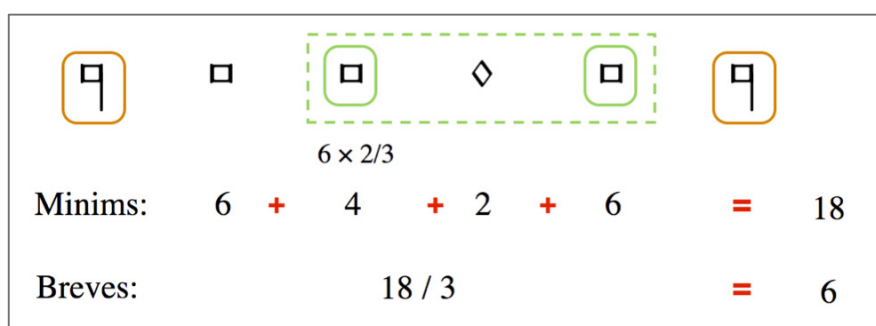 6 × 2/3
Minims: 6 + 4 + 2 + 6 = 18
Breves: 18 / 3 = 6